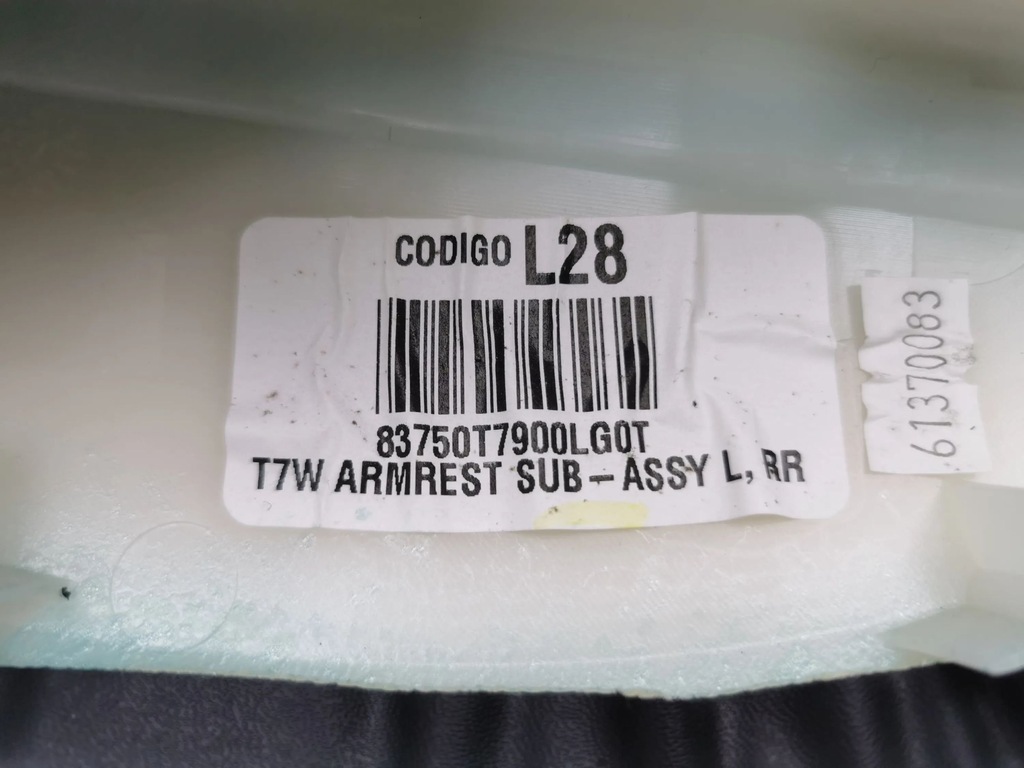 CODIGO L28
83750T7900LG0T
T7W ARMREST SUB-ASSY L, RR
61370083